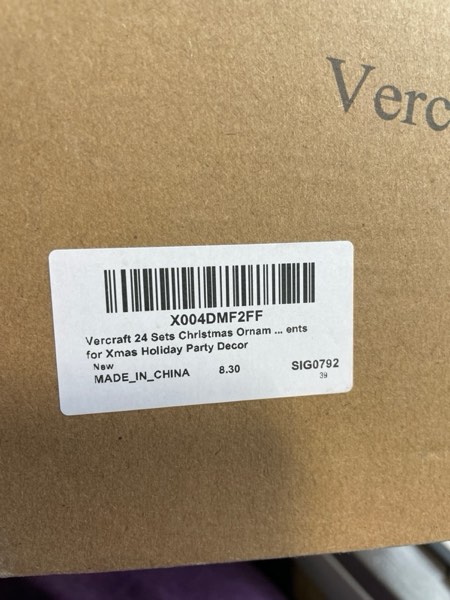 Verc
X004DMF2FF
Vercraft 24 Sets Christmas Ornam ... ents
for Xmas Holiday Party Decor
New
MADE_IN_CHINA 8.30 SIG0792
39